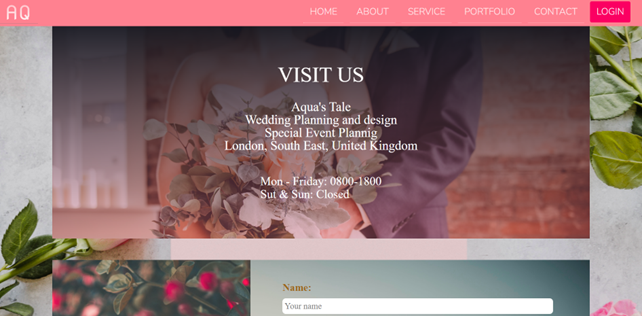 AQ
HOME ABOUT SERVICE PORTFOLIO CONTACT LOGIN
VISIT US
Aqua's Tale
Wedding Planning and design
Special Event Plannig
London, South East, United Kingdom
Mon - Friday: 0800-1800
Sut & Sun: Closed
Name:
Your name